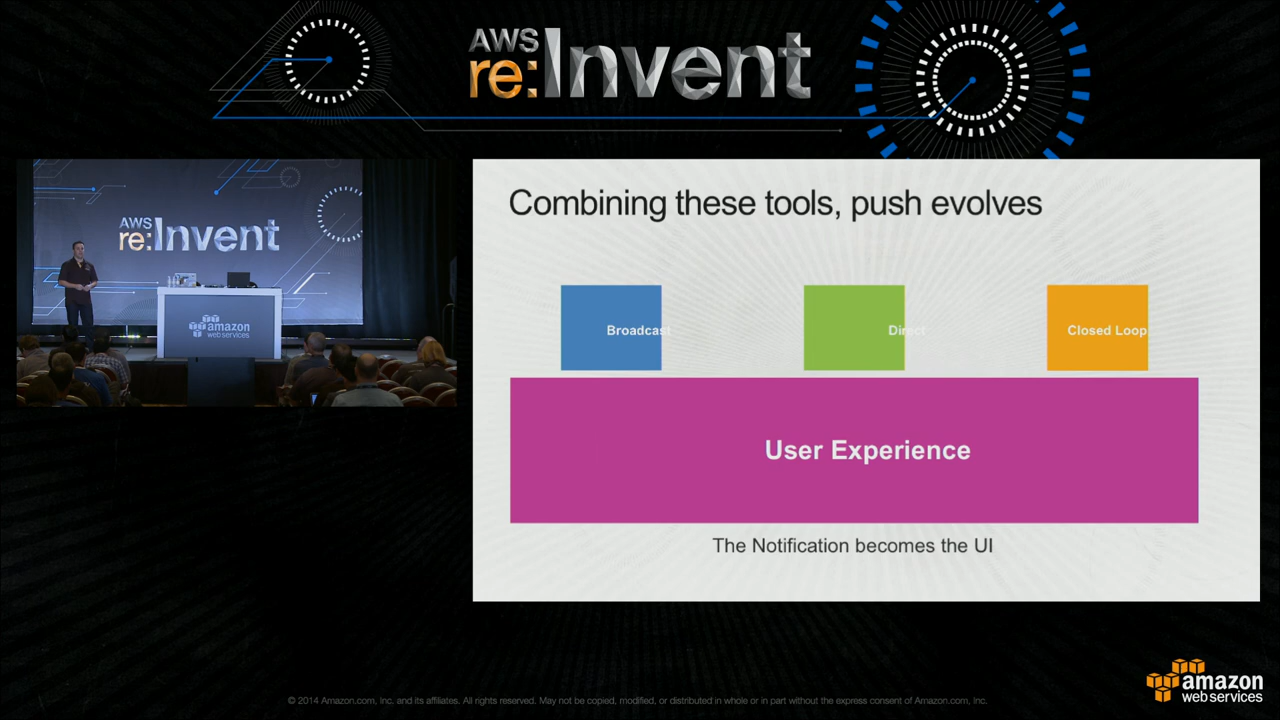 AWS
re:Invent
AWS
re:Invent
amazon
web services
Combining these tools, push evolves
Broadcast
Direct
Closed Loop
User Experience
The Notification becomes the UI
amazon
web services
© 2014 Amazon.com, Inc. and its affiliates. All rights reserved. May not be copied, modified, or distributed in whole or in part without the express consent of Amazon.com, Inc.